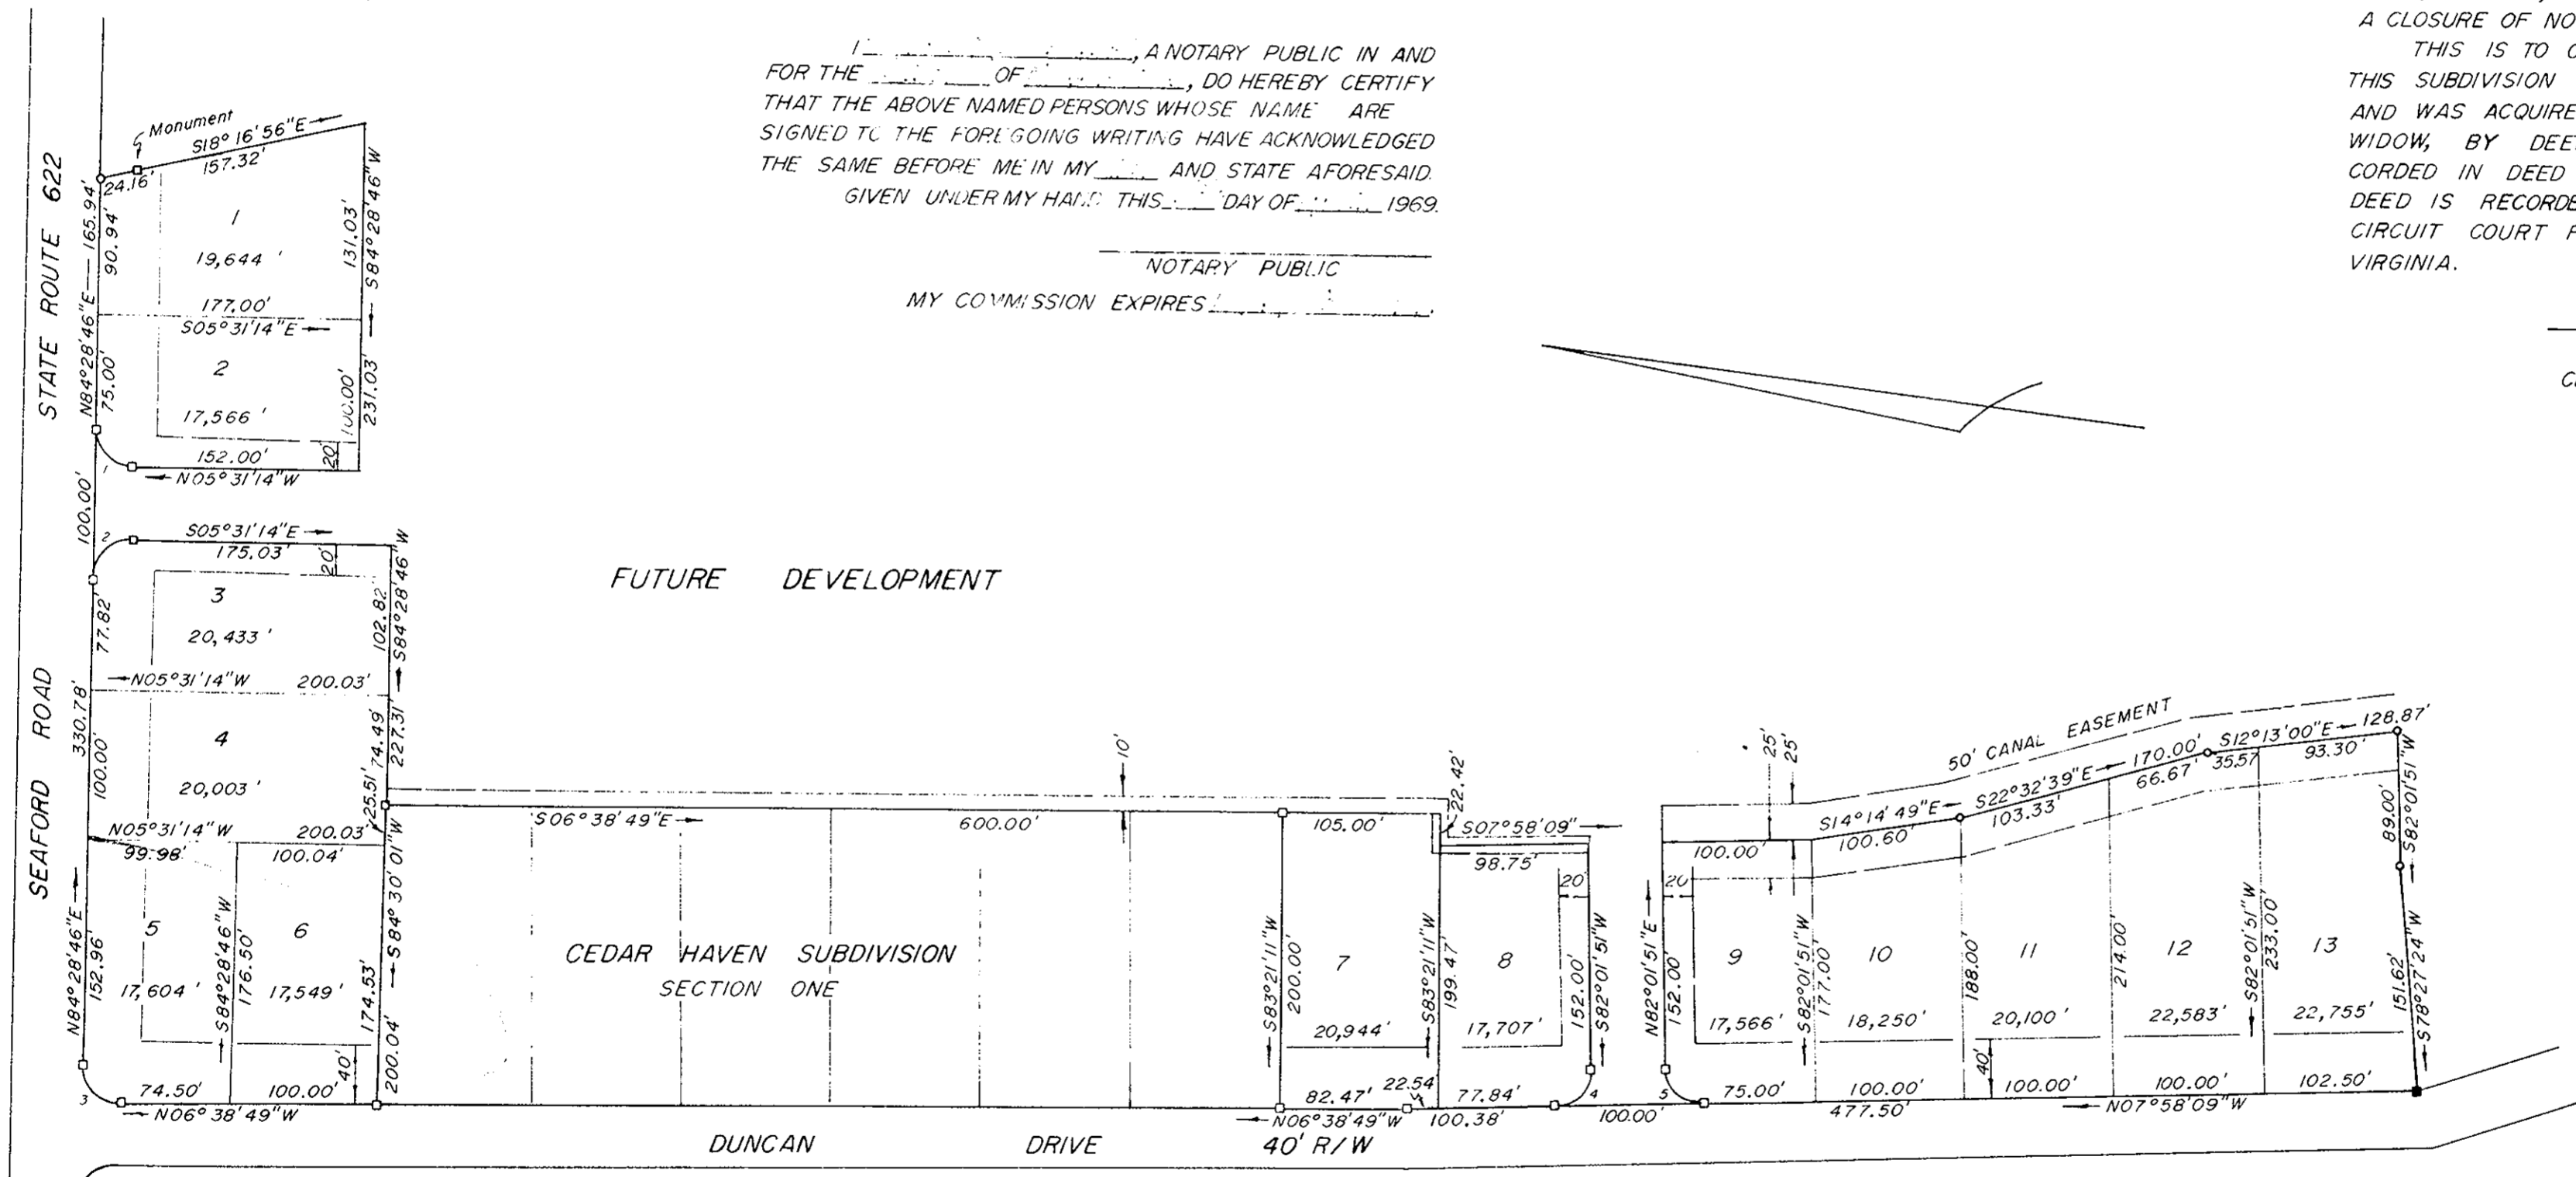 A CLOSURE OF NO
I, A NOTARY PUBLIC IN AND
FOR THE OF, DO HEREBY CERTIFY
THAT THE ABOVE NAMED PERSONS WHOSE NAME ARE
SIGNED TO THE FOREGOING WRITING HAVE ACKNOWLEDGED
THE SAME BEFORE ME IN MY AND STATE AFORESAID.
GIVEN UNDER MY HAND THIS DAY OF 1969.
NOTARY PUBLIC
MY COMMISSION EXPIRES
THIS IS TO C
THIS SUBDIVISION
AND WAS ACQUIRE
WIDOW, BY DEE
CORDED IN DEED
DEED IS RECORDE
CIRCUIT COURT F
VIRGINIA.
STATE ROUTE 622
SEAFORD ROAD
Monument
S18°16'56"E
157.32'
24.16'
N84°28'46"E 165.94'
90.94'
1
19,644'
131.03'
S84°28'46"W
177.00'
S05°31'14"E
75.00'
2
17,566'
100.00'
231.03'
152.00'
20'
1
N05°31'14"W
100.00'
S05°31'14"E
2
175.03'
20'
3
20,433'
77.82'
102.82'
S84°28'46"W
N05°31'14"W 200.03'
330.78'
100.00'
4
20,003'
74.49'
227.31'
25.51'
N05°31'14"W 200.03'
99.98' 100.04'
N84°28'46"E
152.96'
5
17,604'
S84°28'46"W
176.50'
6
17,549'
174.53'
S84°30'01"W
200.04'
40'
3
74.50' 100.00'
N06°38'49"W
FUTURE DEVELOPMENT
10'
S06°38'49"E
600.00'
CEDAR HAVEN SUBDIVISION
SECTION ONE
105.00'
22.42'
S07°58'09"
98.75'
20'
S83°21'11"W
200.00'
7
20,944'
S83°21'11"W
199.47'
8
17,707'
152.00'
S82°01'51"W
82.47' 22.54' 77.84'
4
N06°38'49"W 100.38'
100.00'
DUNCAN DRIVE 40' R/W
25'
25'
50' CANAL EASEMENT
100.00'
20
N82°01'51"E
152.00'
9
17,566'
5
75.00'
S14°14'49"E
100.60'
S82°01'51"W
177.00'
10
18,250'
100.00'
S22°32'39"E 170.00'
103.33' 66.67'
188.00'
11
20,100'
40'
100.00'
214.00'
12
22,583'
100.00'
S12°13'00"E 128.87'
35.57 93.30'
S82°01'51"W
233.00'
13
22,755'
102.50'
89.00'
S82°01'51"W
151.62'
S78°27'24"W
477.50'
N07°58'09"W